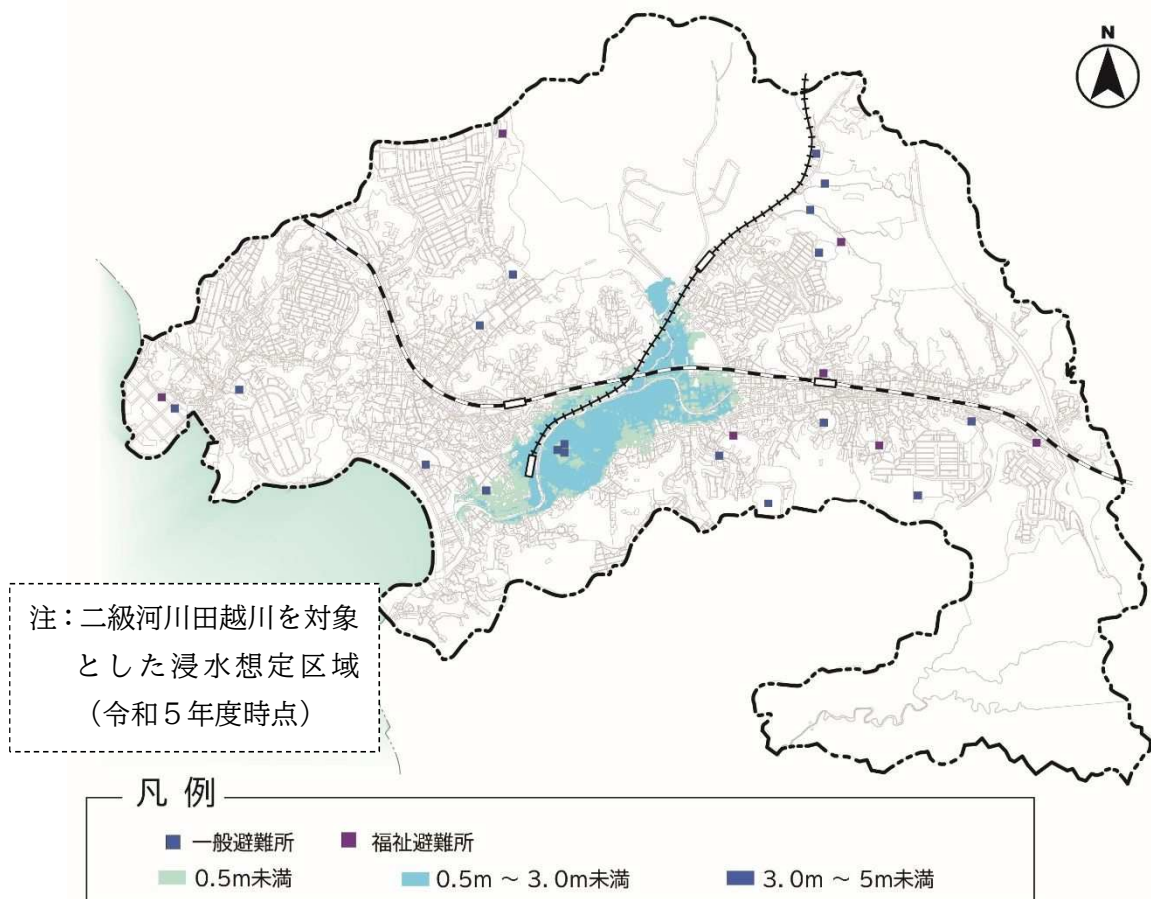 N
注：二級河川田越川を対象
とした浸水想定区域
（令和５年度時点）
凡 例
一般避難所 福祉避難所
0.5m未満 0.5m ～ 3.0m未満 3.0m ～ 5m未満